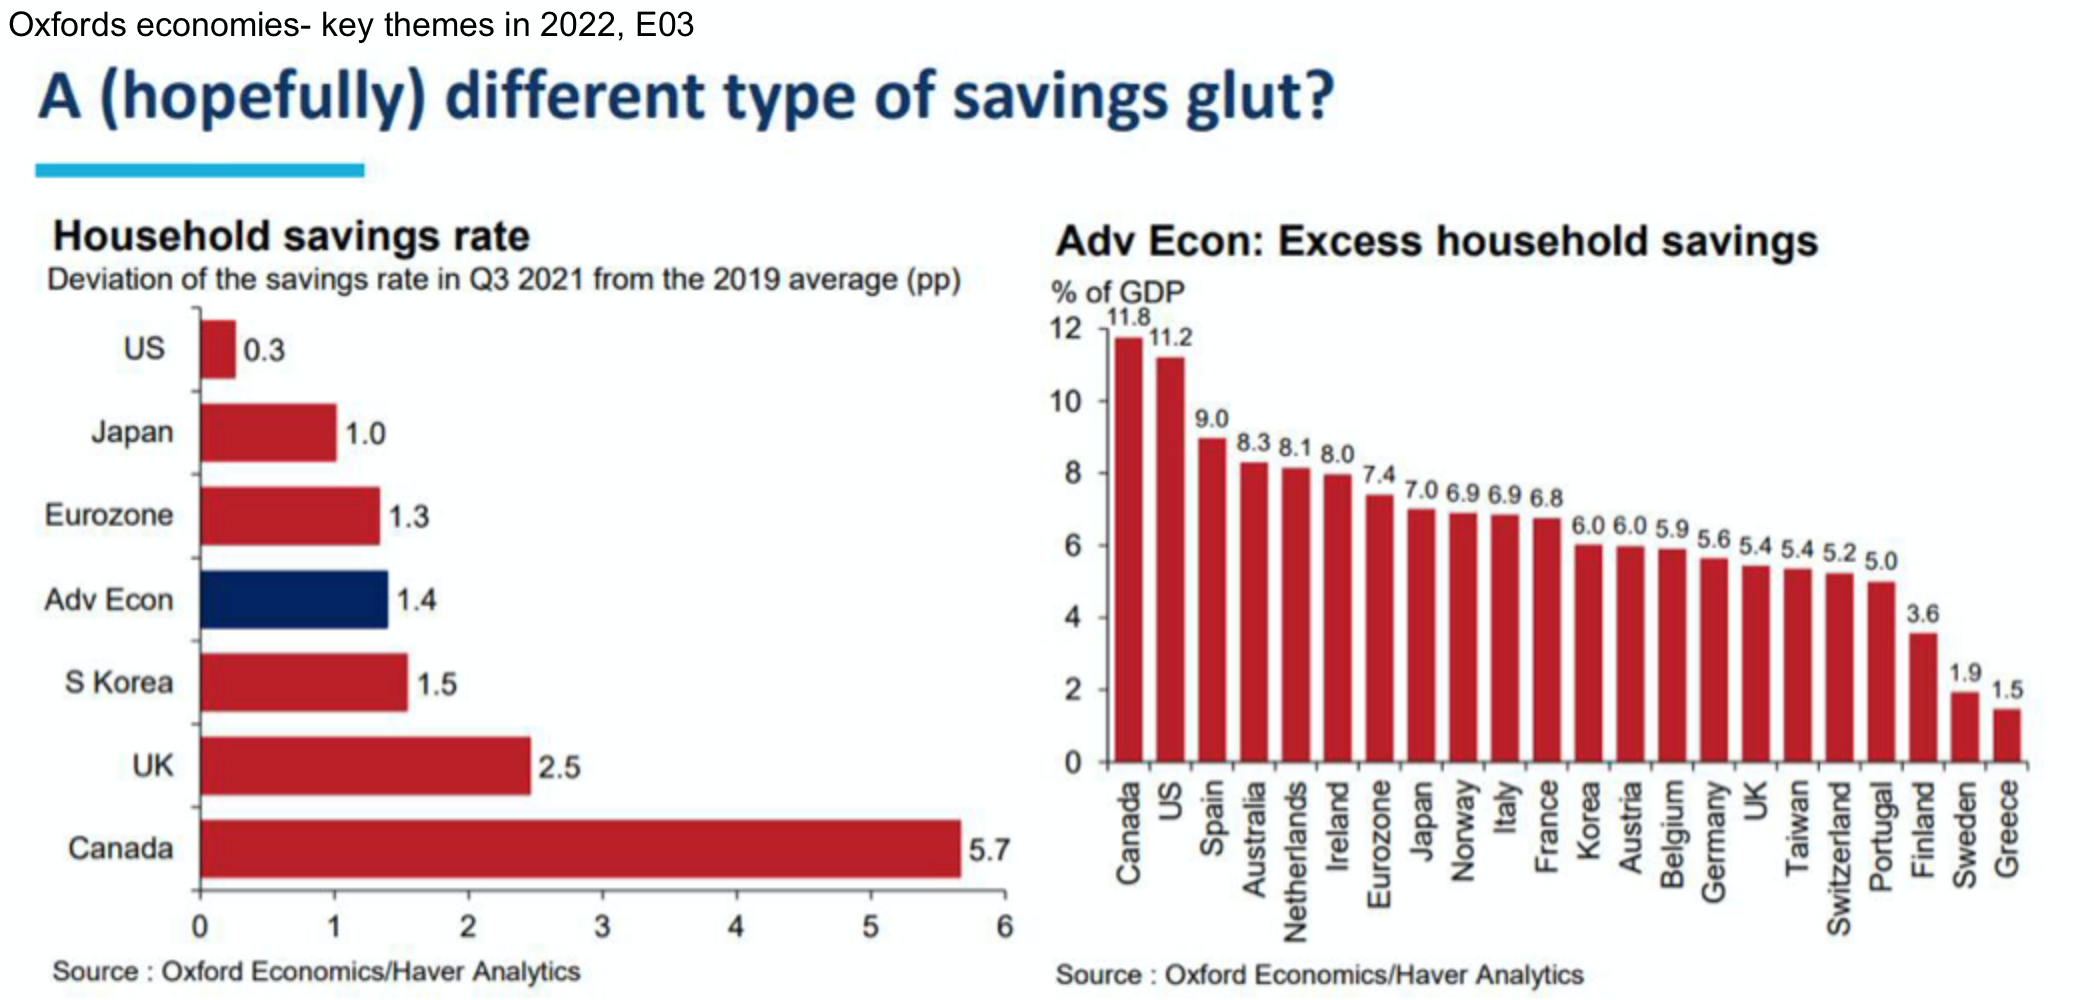 Oxfords economies- key themes in 2022, E03
A (hopefully) different type of savings glut?
Household savings rate
Deviation of the savings rate in Q3 2021 from the 2019 average (pp)
US 0.3
Japan 1.0
Eurozone 1.3
Adv Econ 1.4
S Korea 1.5
UK 2.5
Canada 5.7
0 1 2 3 4 5 6
Source : Oxford Economics/Haver Analytics
Adv Econ: Excess household savings
% of GDP
12
10
8
6
4
2
0
11.8 11.2 9.0 8.3 8.1 8.0 7.4 7.0 6.9 6.9 6.8 6.0 6.0 5.9 5.6 5.4 5.4 5.2 5.0 3.6 1.9 1.5
Canada US Spain Australia Netherlands Ireland Eurozone Japan Norway Italy France Korea Austria Belgium Germany UK Taiwan Switzerland Portugal Finland Sweden Greece
Source : Oxford Economics/Haver Analytics